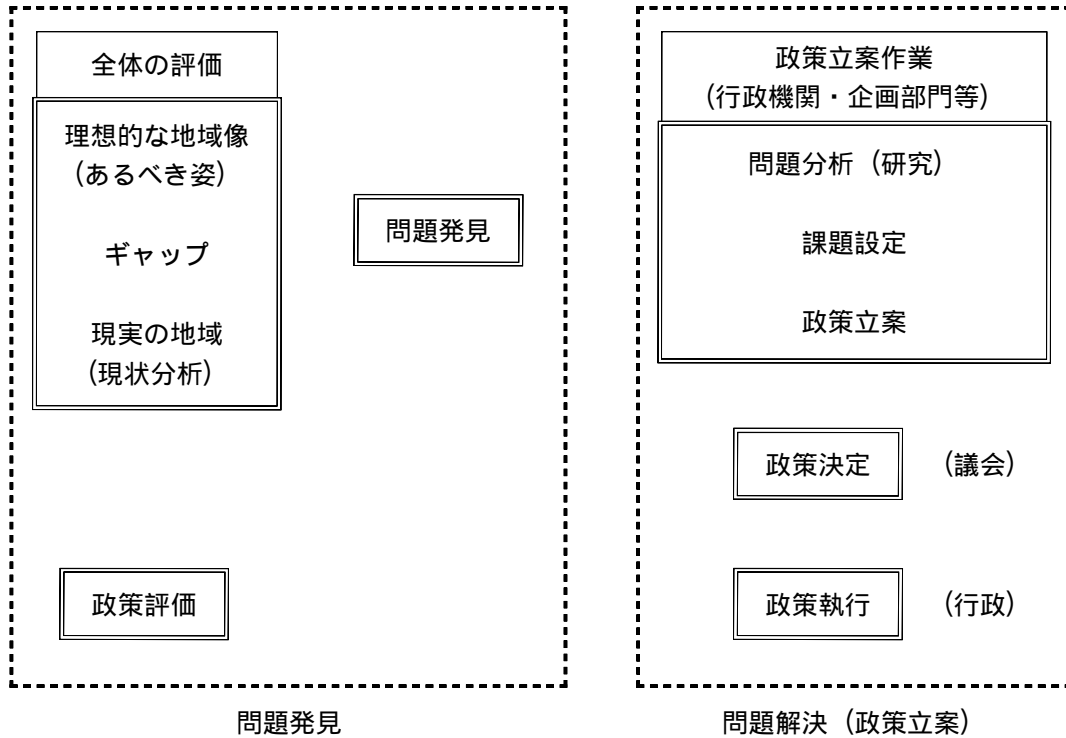 全体の評価
理想的な地域像
(あるべき姿)
ギャップ
現実の地域
(現状分析)
問題発見
政策評価
問題発見
政策立案作業
(行政機関・企画部門等)
問題分析(研究)
課題設定
政策立案
政策決定 (議会)
政策執行 (行政)
問題解決(政策立案)